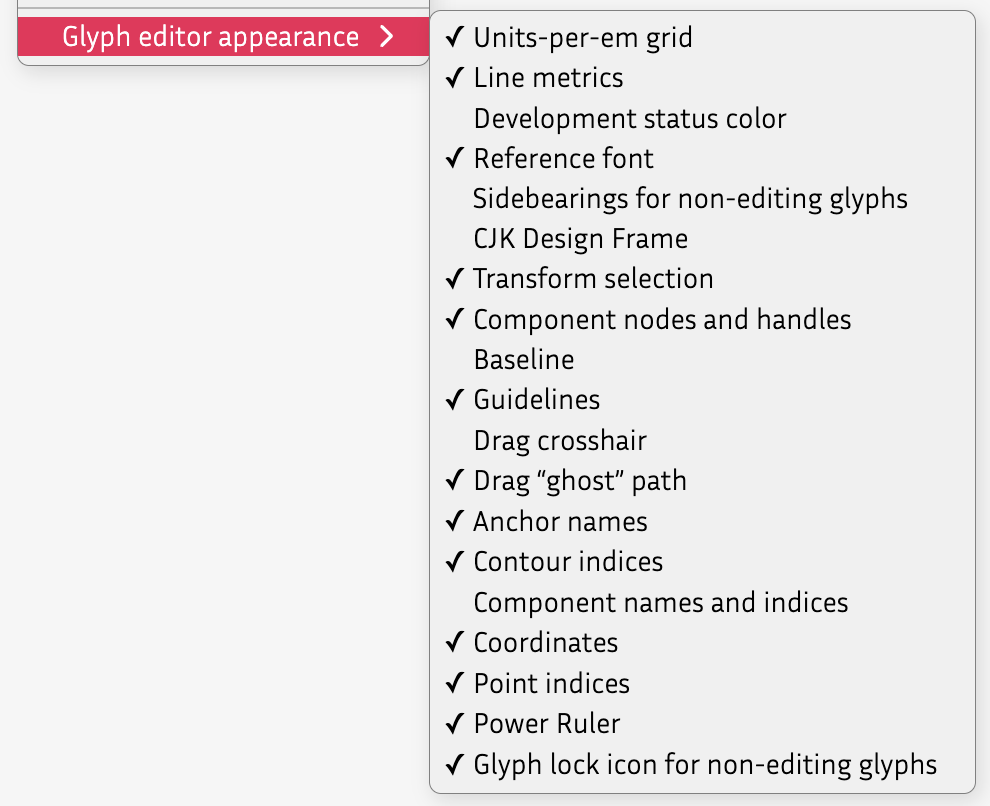 Glyph editor appearance
✓ Units-per-em grid
✓ Line metrics
Development status color
✓ Reference font
Sidebearings for non-editing glyphs
CJK Design Frame
✓ Transform selection
✓ Component nodes and handles
Baseline
✓ Guidelines
Drag crosshair
✓ Drag “ghost” path
✓ Anchor names
✓ Contour indices
Component names and indices
✓ Coordinates
✓ Point indices
✓ Power Ruler
✓ Glyph lock icon for non-editing glyphs